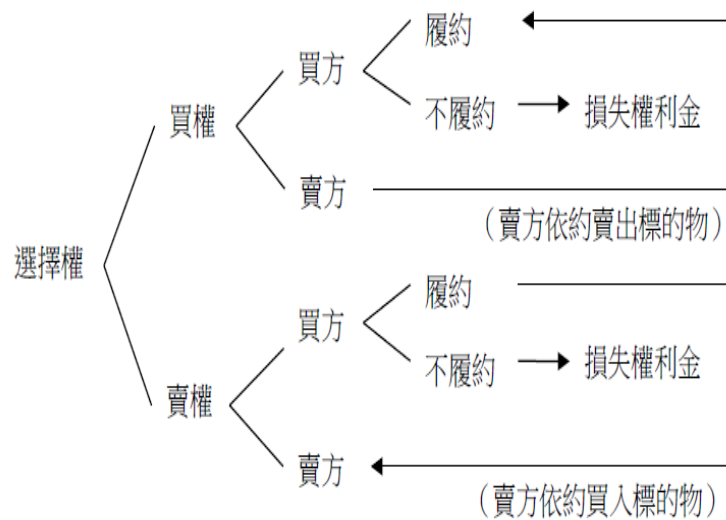 履約
買方
不履約
損失權利金
買權
賣方
（賣方依約賣出標的物）
選擇權
履約
買方
不履約
損失權利金
賣權
賣方
（賣方依約買入標的物）